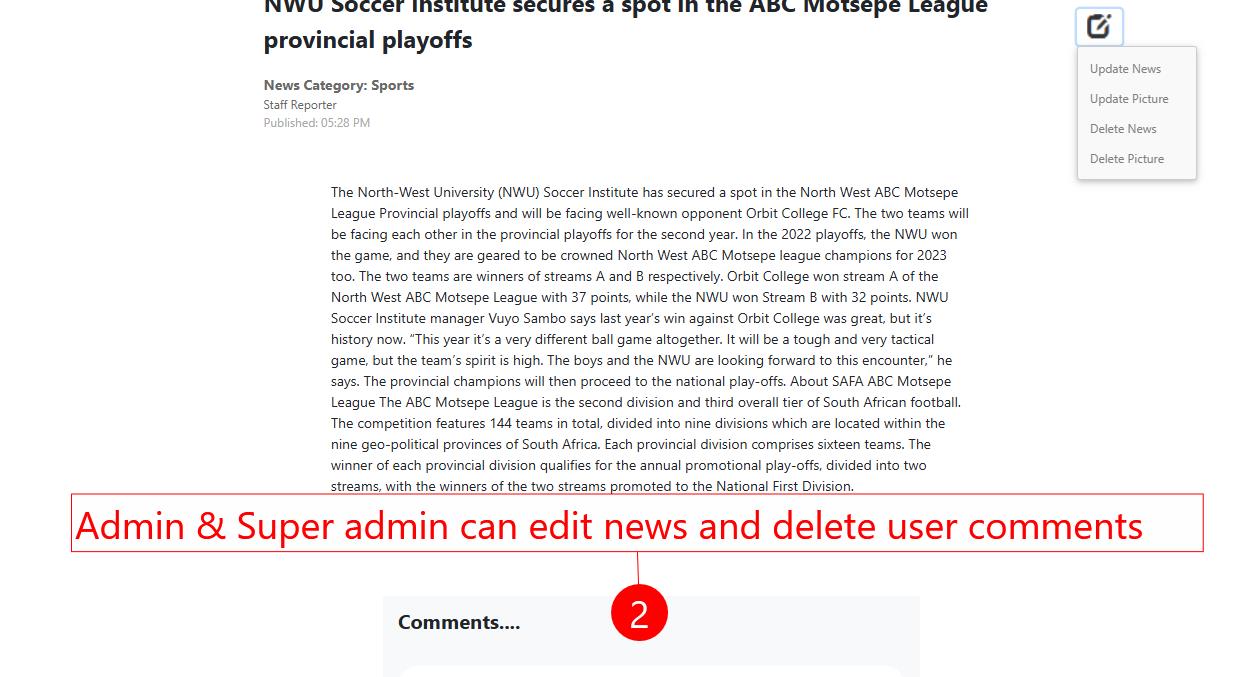 NWU Soccer Institute secures a spot in the ABC Motsepe League
provincial playoffs
News Category: Sports
Staff Reporter
Published: 05:28 PM
Update News
Update Picture
Delete News
Delete Picture
The North-West University (NWU) Soccer Institute has secured a spot in the North West ABC Motsepe
League Provincial playoffs and will be facing well-known opponent Orbit College FC. The two teams will
be facing each other in the provincial playoffs for the second year. In the 2022 playoffs, the NWU won
the game, and they are geared to be crowned North West ABC Motsepe league champions for 2023
too. The two teams are winners of streams A and B respectively. Orbit College won stream A of the
North West ABC Motsepe League with 37 points, while the NWU won Stream B with 32 points. NWU
Soccer Institute manager Vuyo Sambo says last year’s win against Orbit College was great, but it’s
history now. “This year it’s a very different ball game altogether. It will be a tough and very tactical
game, but the team’s spirit is high. The boys and the NWU are looking forward to this encounter,” he
says. The provincial champions will then proceed to the national play-offs. About SAFA ABC Motsepe
League The ABC Motsepe League is the second division and third overall tier of South African football.
The competition features 144 teams in total, divided into nine divisions which are located within the
nine geo-political provinces of South Africa. Each provincial division comprises sixteen teams. The
winner of each provincial division qualifies for the annual promotional play-offs, divided into two
streams, with the winners of the two streams promoted to the National First Division.
Admin & Super admin can edit news and delete user comments
2
Comments....